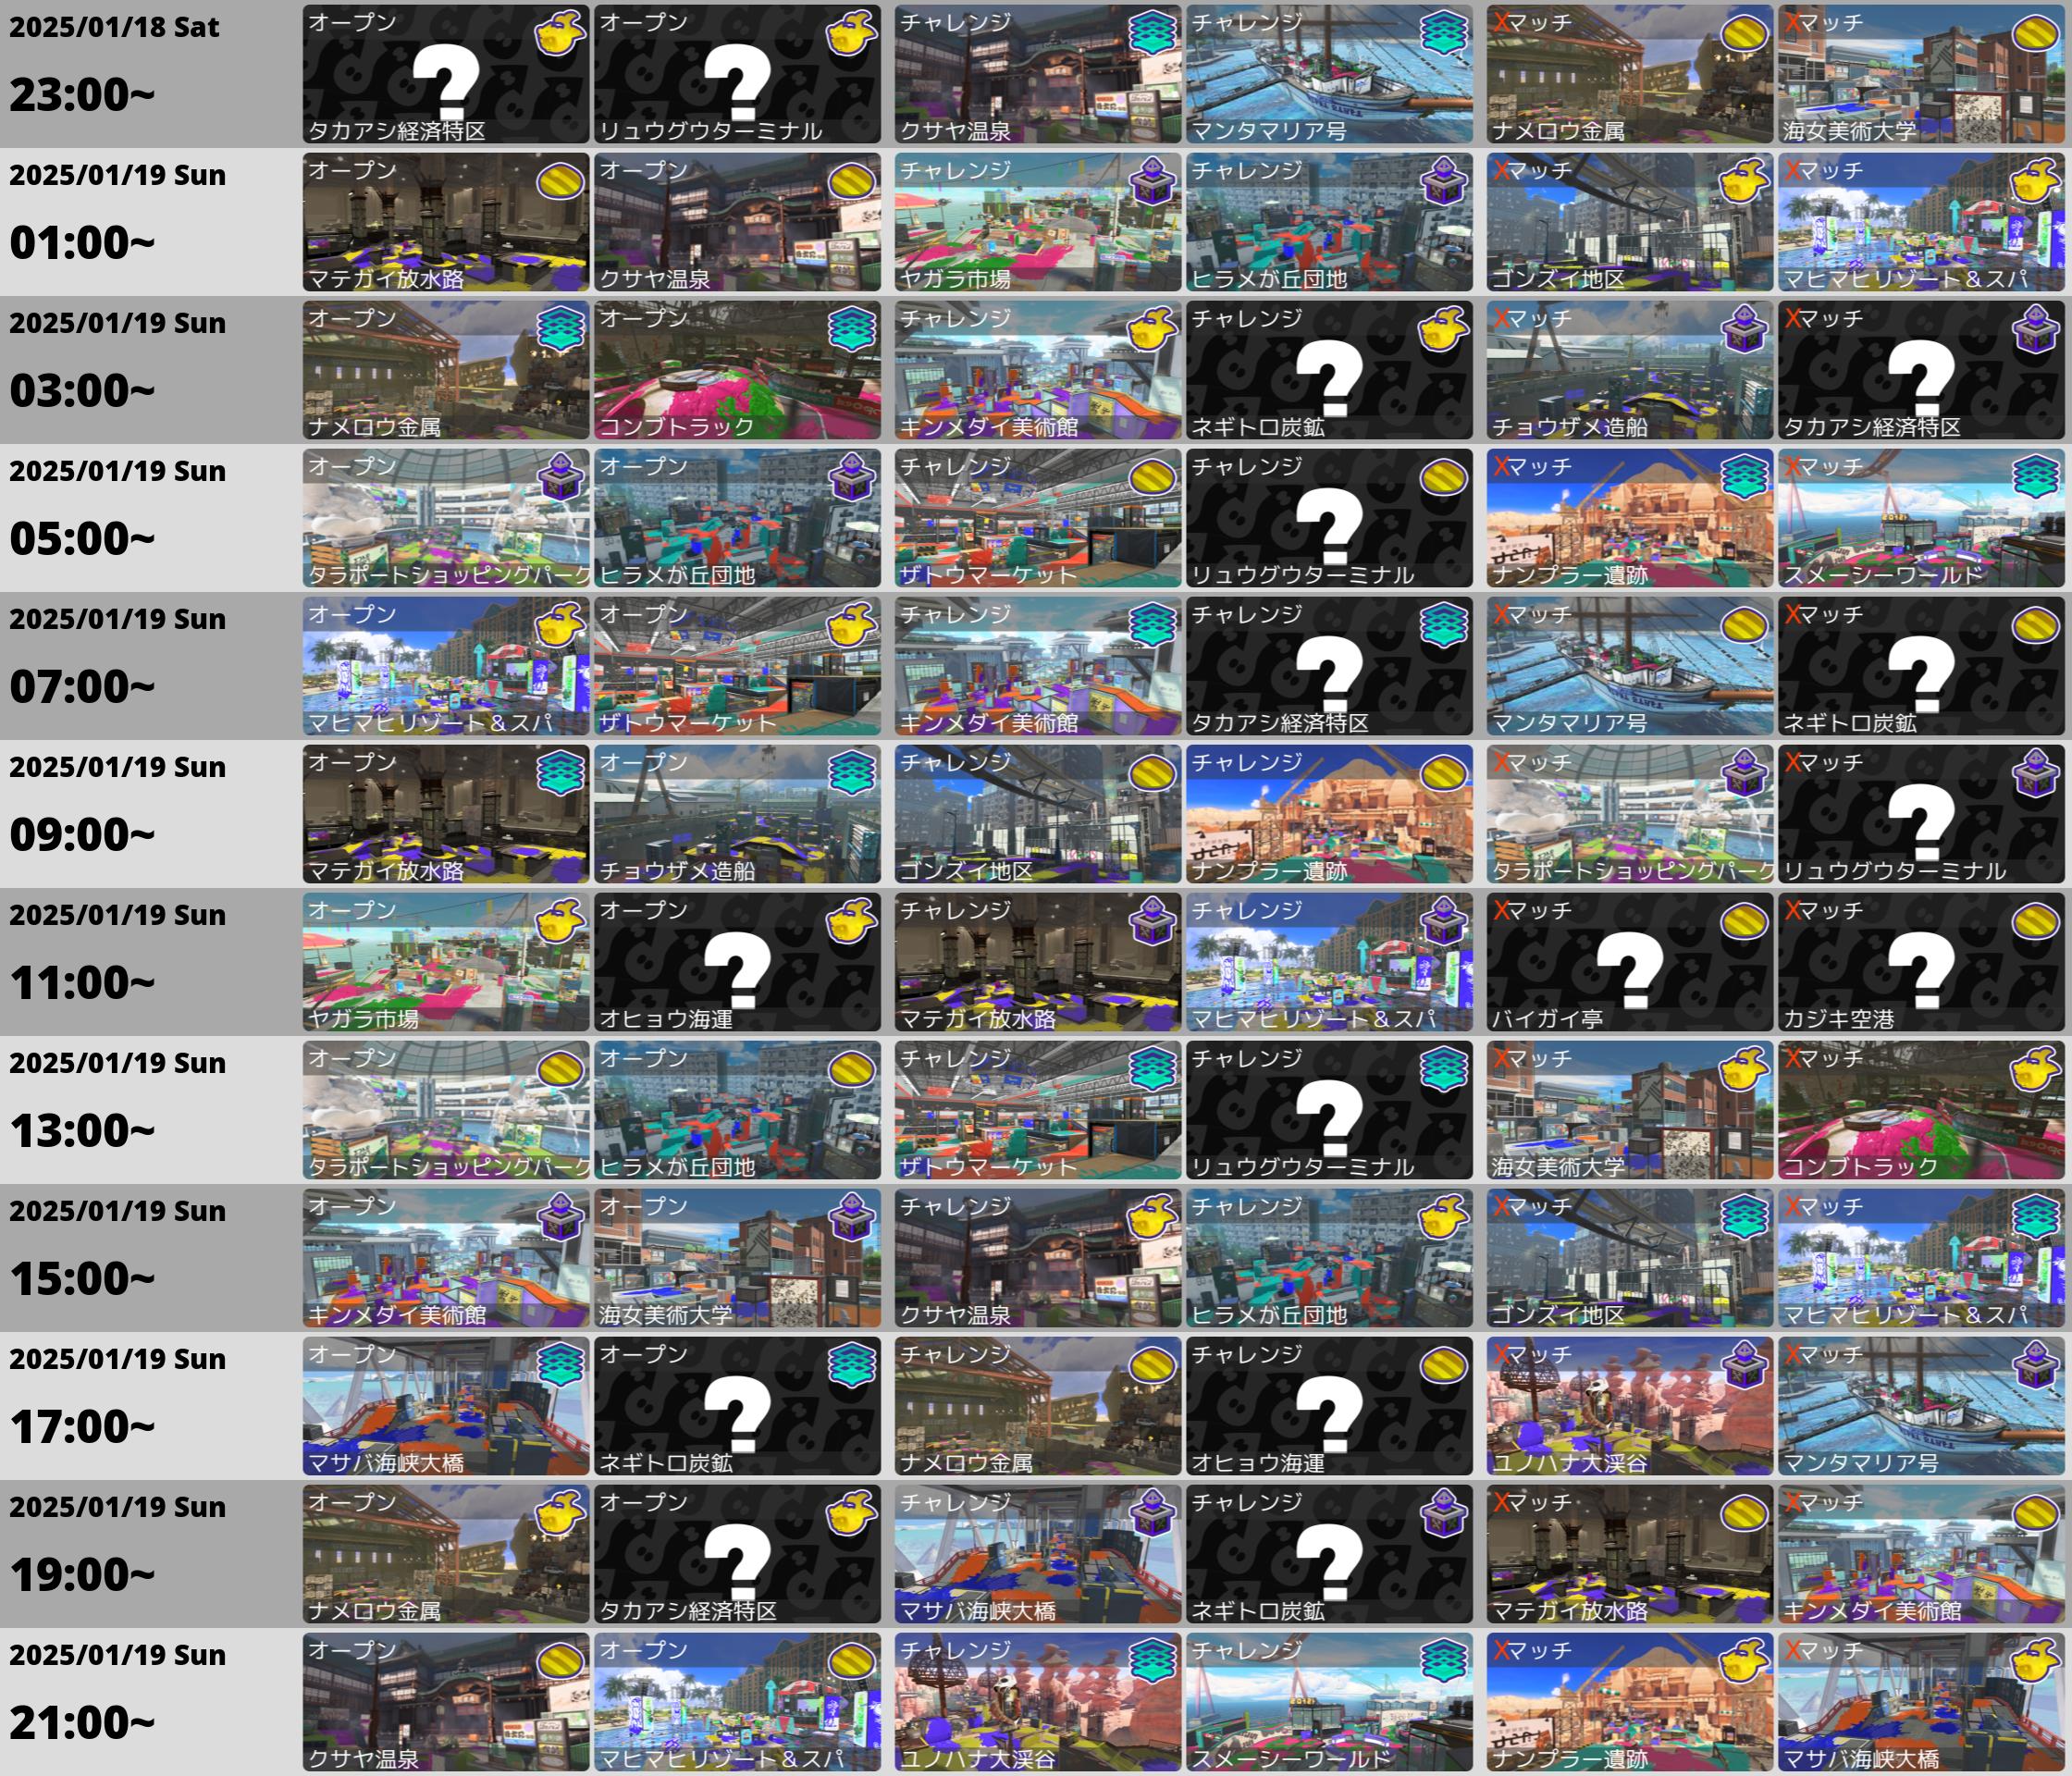 2025/01/18 Sat
23:00~
オープン
タカアシ経済特区
オープン
リュウグウターミナル
チャレンジ
クサヤ温泉
チャレンジ
マンタマリア号
Xマッチ
ナメロウ金属
Xマッチ
海女美術大学
2025/01/19 Sun
01:00~
オープン
マテガイ放水路
オープン
クサヤ温泉
チャレンジ
ヤガラ市場
チャレンジ
ヒラメが丘団地
Xマッチ
ゴンズイ地区
Xマッチ
マヒマヒリゾート&スパ
2025/01/19 Sun
03:00~
オープン
ナメロウ金属
オープン
コンブトラック
チャレンジ
キンメダイ美術館
チャレンジ
ネギトロ炭鉱
Xマッチ
チョウザメ造船
Xマッチ
タカアシ経済特区
2025/01/19 Sun
05:00~
オープン
タラポートショッピングパーク
オープン
ヒラメが丘団地
チャレンジ
ザトウマーケット
チャレンジ
リュウグウターミナル
Xマッチ
ナンプラー遺跡
Xマッチ
スメーシーワールド
2025/01/19 Sun
07:00~
オープン
マヒマヒリゾート&スパ
オープン
ザトウマーケット
チャレンジ
キンメダイ美術館
チャレンジ
タカアシ経済特区
Xマッチ
マンタマリア号
Xマッチ
ネギトロ炭鉱
2025/01/19 Sun
09:00~
オープン
マテガイ放水路
オープン
チョウザメ造船
チャレンジ
ゴンズイ地区
チャレンジ
ナンプラー遺跡
Xマッチ
タラポートショッピングパーク
Xマッチ
リュウグウターミナル
2025/01/19 Sun
11:00~
オープン
ヤガラ市場
オープン
オヒョウ海運
チャレンジ
マテガイ放水路
チャレンジ
マヒマヒリゾート&スパ
Xマッチ
バイガイ亭
Xマッチ
カジキ空港
2025/01/19 Sun
13:00~
オープン
タラポートショッピングパーク
オープン
ヒラメが丘団地
チャレンジ
ザトウマーケット
チャレンジ
リュウグウターミナル
Xマッチ
海女美術大学
Xマッチ
コンブトラック
2025/01/19 Sun
15:00~
オープン
キンメダイ美術館
オープン
海女美術大学
チャレンジ
クサヤ温泉
チャレンジ
ヒラメが丘団地
Xマッチ
ゴンズイ地区
Xマッチ
マヒマヒリゾート&スパ
2025/01/19 Sun
17:00~
オープン
マサバ海峡大橋
オープン
ネギトロ炭鉱
チャレンジ
ナメロウ金属
チャレンジ
オヒョウ海運
Xマッチ
ユノハナ大渓谷
Xマッチ
マンタマリア号
2025/01/19 Sun
19:00~
オープン
ナメロウ金属
オープン
タカアシ経済特区
チャレンジ
マサバ海峡大橋
チャレンジ
ネギトロ炭鉱
Xマッチ
マテガイ放水路
Xマッチ
キンメダイ美術館
2025/01/19 Sun
21:00~
オープン
クサヤ温泉
オープン
マヒマヒリゾート&スパ
チャレンジ
ユノハナ大渓谷
チャレンジ
スメーシーワールド
Xマッチ
ナンプラー遺跡
Xマッチ
マサバ海峡大橋